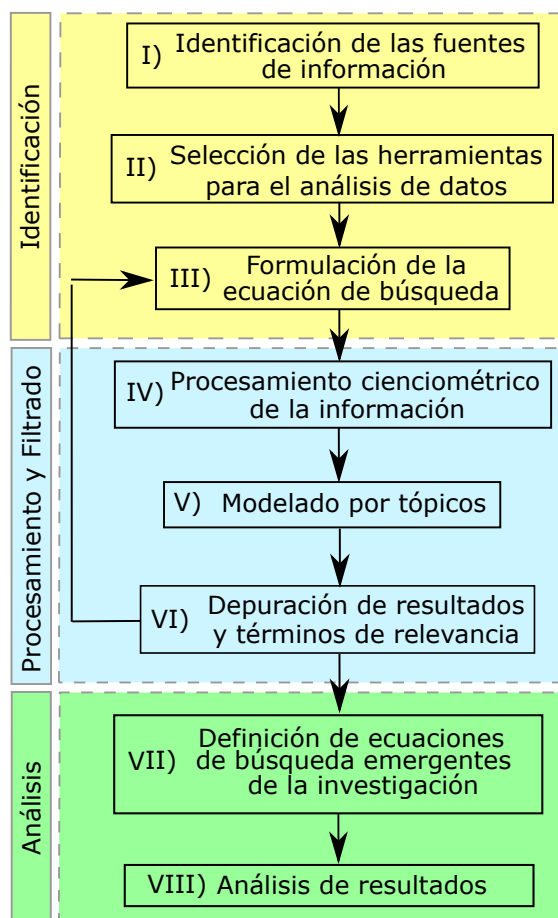 Identificación
I) Identificación de las fuentes
de información
II) Selección de las herramientas
para el análisis de datos
III) Formulación de la
ecuación de búsqueda
Procesamiento y Filtrado
IV) Procesamiento cienciométrico
de la información
V) Modelado por tópicos
VI) Depuración de resultados
y términos de relevancia
Análisis
VII) Definición de ecuaciones
de búsqueda emergentes
de la investigación
VIII) Análisis de resultados